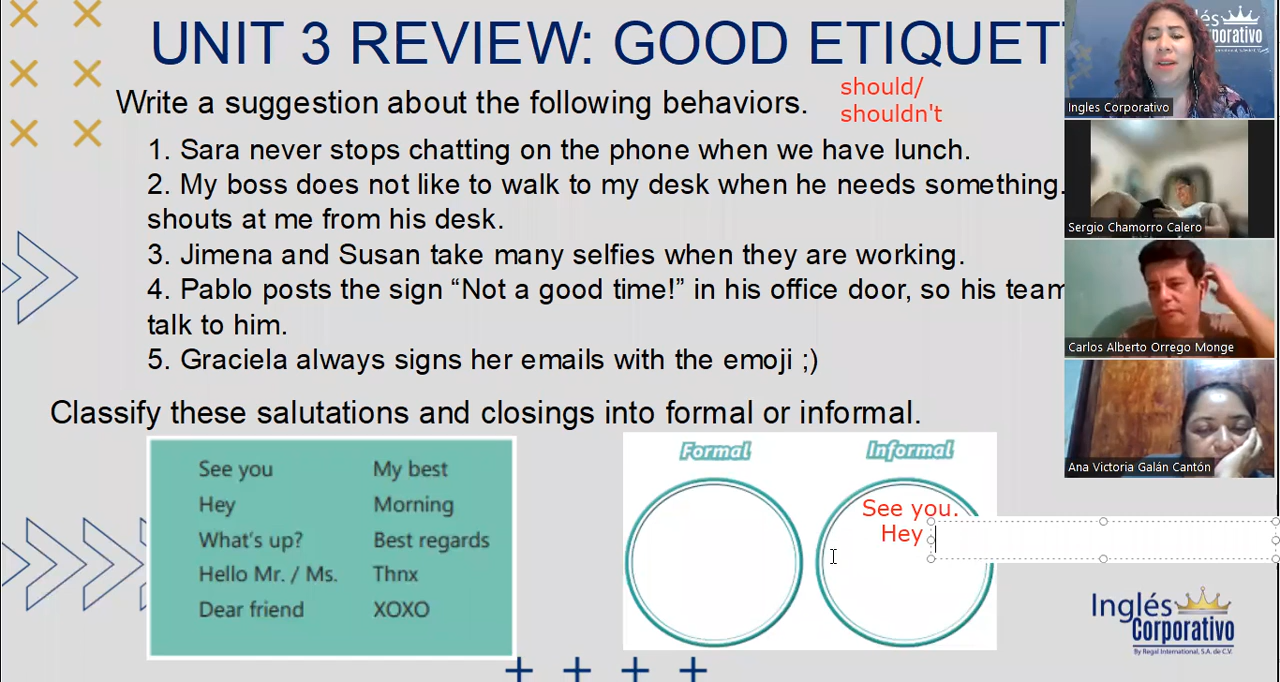 UNIT 3 REVIEW: GOOD ETIQUET
Write a suggestion about the following behaviors.
should/
shouldn't
1. Sara never stops chatting on the phone when we have lunch.
2. My boss does not like to walk to my desk when he needs something.
shouts at me from his desk.
3. Jimena and Susan take many selfies when they are working.
4. Pablo posts the sign “Not a good time!” in his office door, so his team
talk to him.
5. Graciela always signs her emails with the emoji ;)
Classify these salutations and closings into formal or informal.
See you My best
Hey Morning
What's up? Best regards
Hello Mr. / Ms. Thnx
Dear friend XOXO
Formal
Informal
See you.
Hey
Inglés
Corporativo
By Regal International, S.A. de C.V.
Ingles Corporativo
Sergio Chamorro Calero
Carlos Alberto Orrego Monge
Ana Victoria Galán Cantón